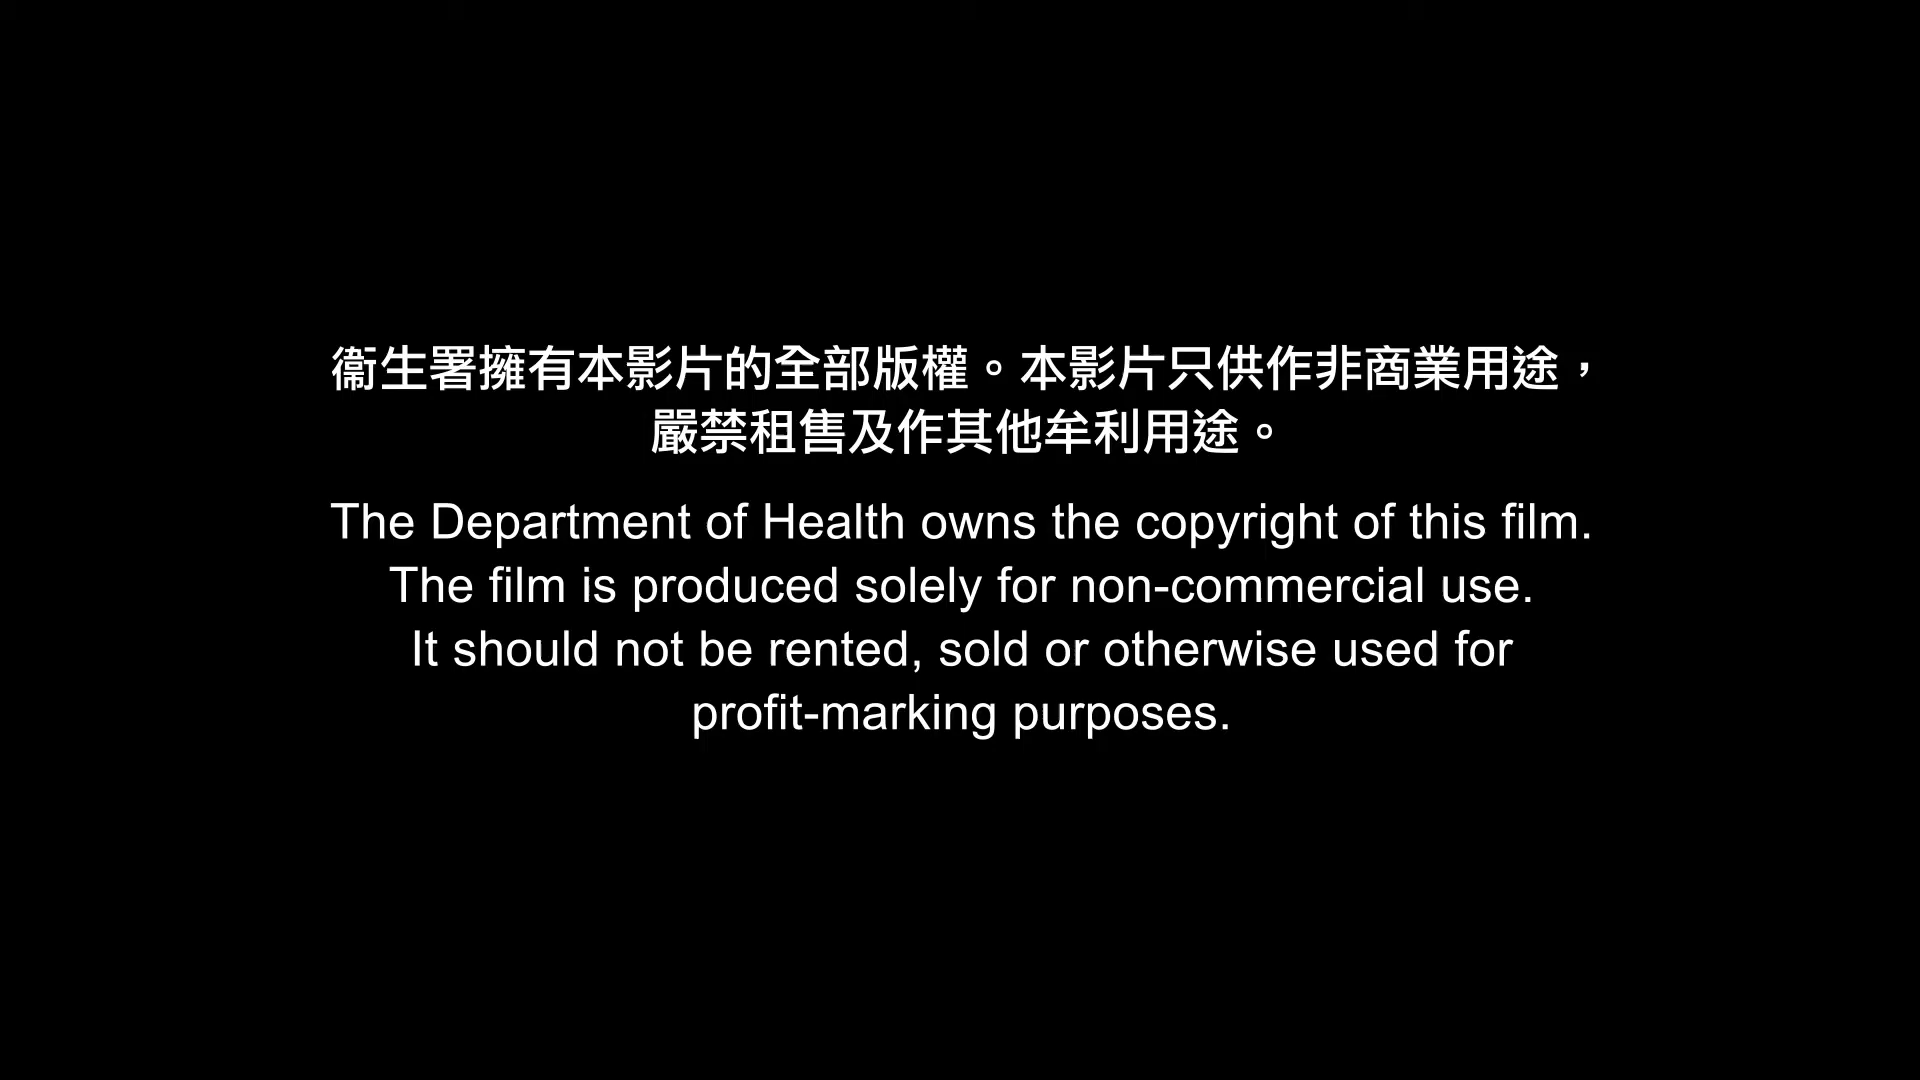 衞生署擁有本影片的全部版權。本影片只供作非商業用途，
嚴禁租售及作其他牟利用途。
The Department of Health owns the copyright of this film.
The film is produced solely for non-commercial use.
It should not be rented, sold or otherwise used for
profit-marking purposes.